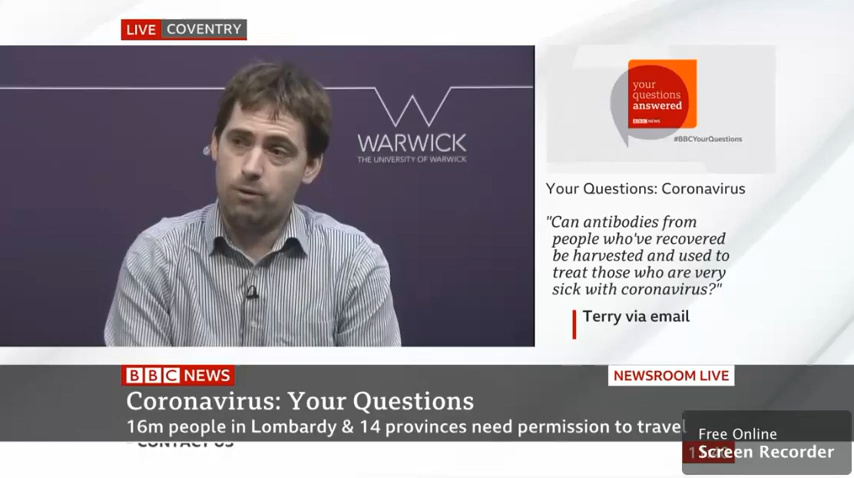 LIVE COVENTRY
WARWICK
THE UNIVERSITY OF WARWICK
your
questions
answered
BBC NEWS
#BBCYourQuestions
Your Questions: Coronavirus
"Can antibodies from
people who've recovered
be harvested and used to
treat those who are very
sick with coronavirus?"
Terry via email
BBC NEWS
NEWSROOM LIVE
Coronavirus: Your Questions
16m people in Lombardy & 14 provinces need permission to travel
CONTACT US
Free Online
Screen Recorder